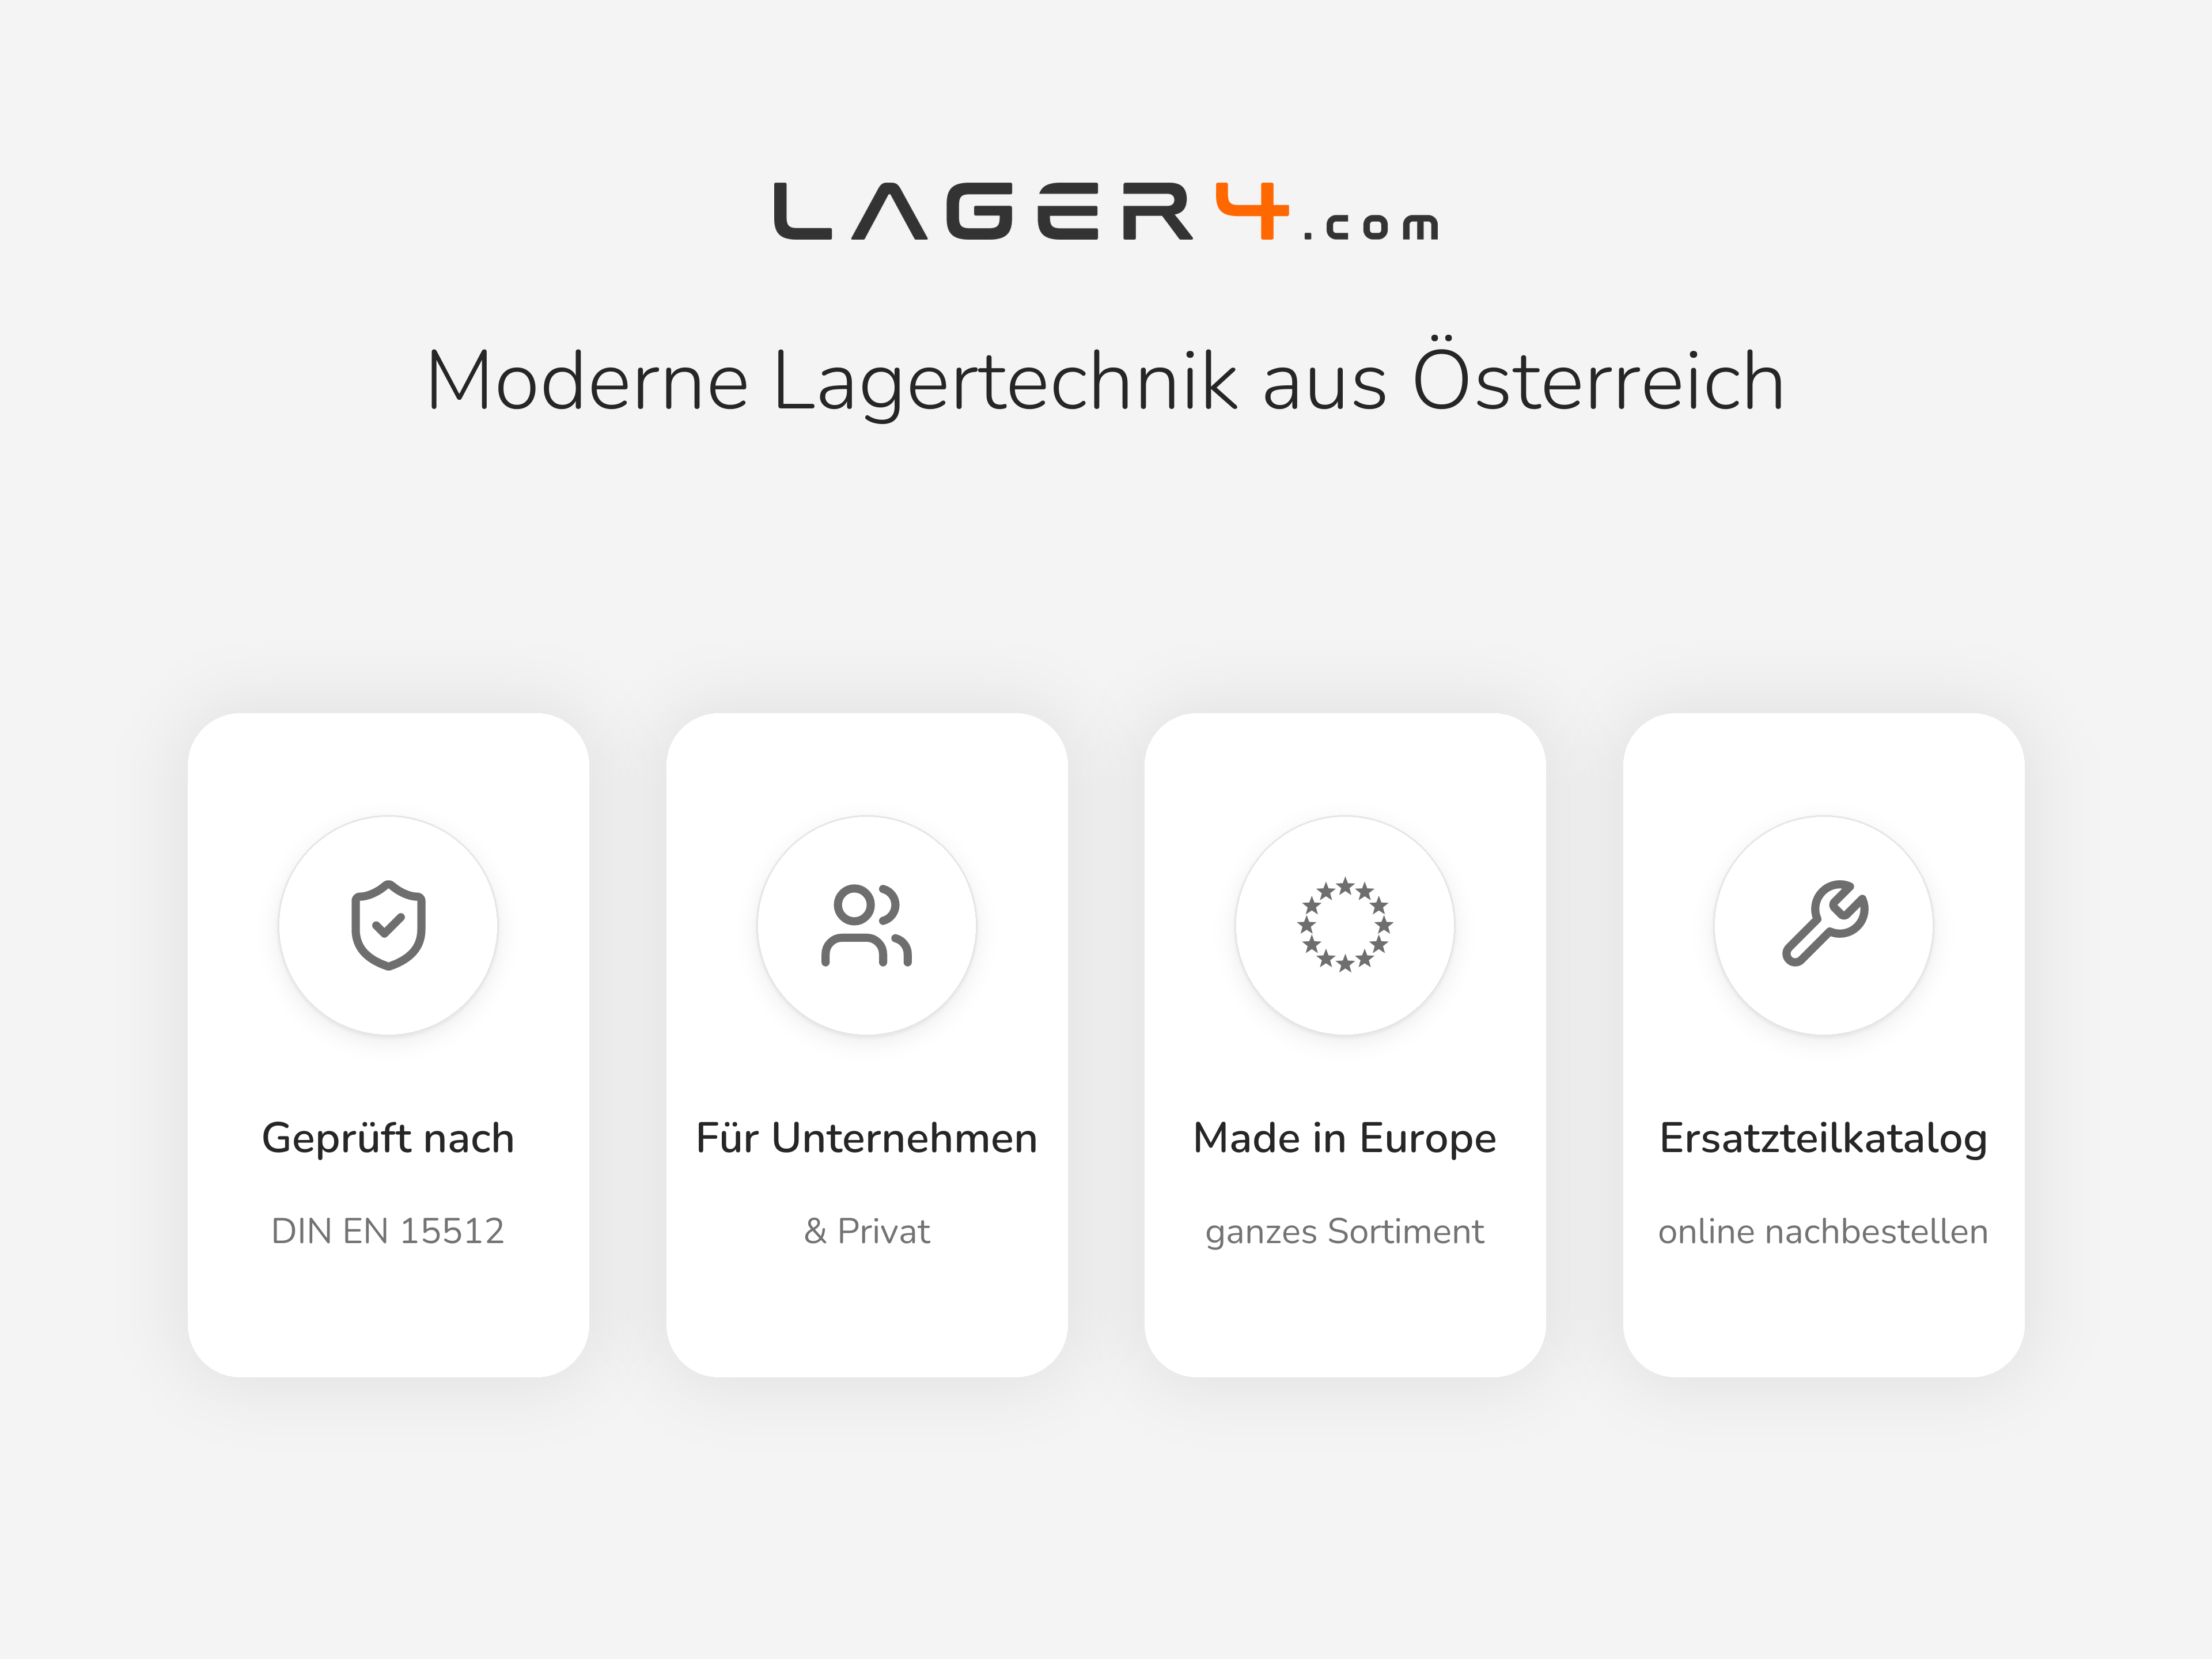 LAGER4.com
Moderne Lagertechnik aus Österreich
Geprüft nach
DIN EN 15512
Für Unternehmen
& Privat
Made in Europe
ganzes Sortiment
Ersatzteilkatalog
online nachbestellen